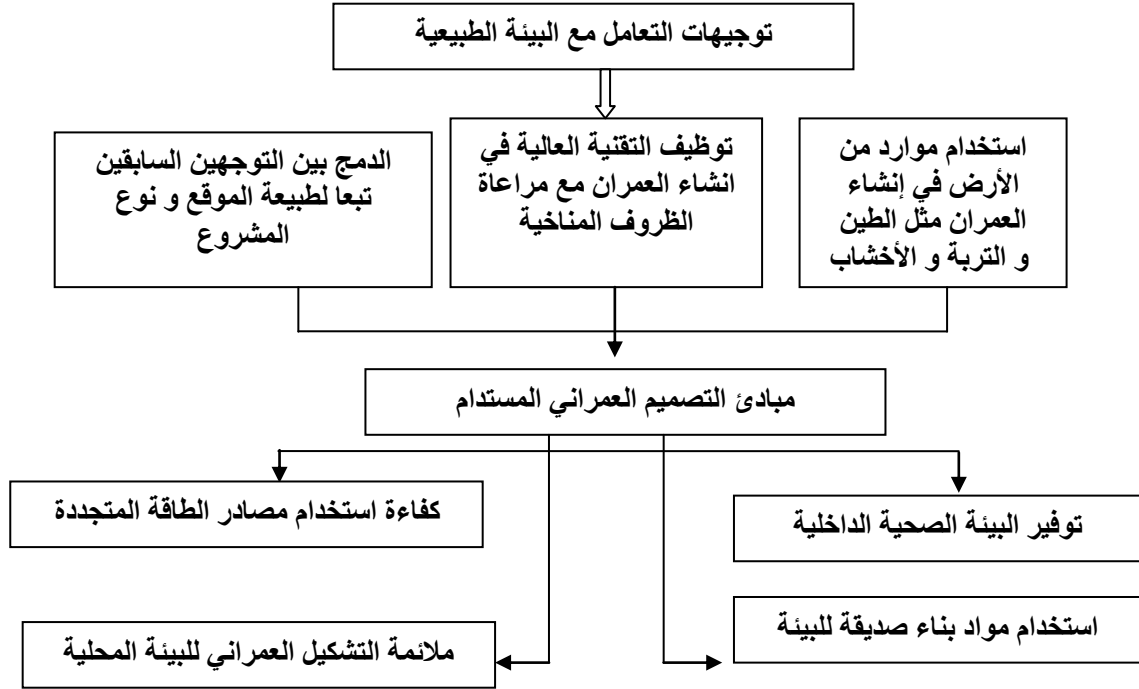 توجيهات التعامل مع البيئة الطبيعية
استخدام موارد من
الأرض في إنشاء
العمران مثل الطين
و التربة و الأخشاب
توظيف التقنية العالية في
انشاء العمران مع مراعاة
الظروف المناخية
الدمج بين التوجهين السابقين
تبعا لطبيعة الموقع و نوع
المشروع
مبادئ التصميم العمراني المستدام
توفير البيئة الصحية الداخلية
كفاءة استخدام مصادر الطاقة المتجددة
استخدام مواد بناء صديقة للبيئة
ملائمة التشكيل العمراني للبيئة المحلية